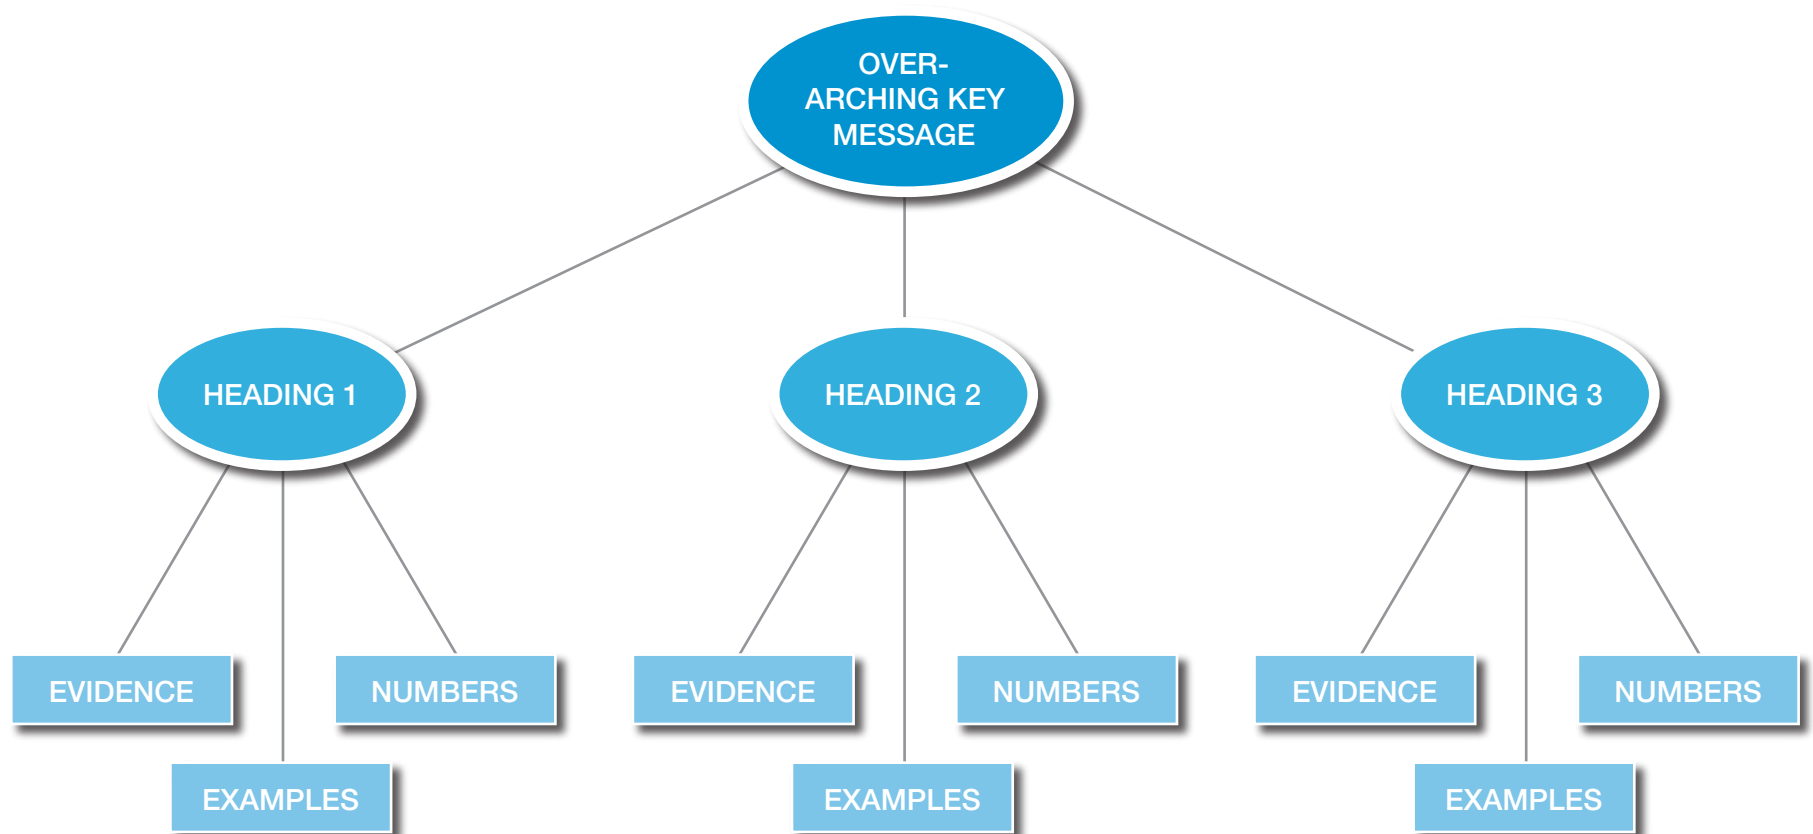 OVER-
ARCHING KEY
MESSAGE
HEADING 1
HEADING 2
HEADING 3
EVIDENCE
NUMBERS
EVIDENCE
NUMBERS
EVIDENCE
NUMBERS
EXAMPLES
EXAMPLES
EXAMPLES